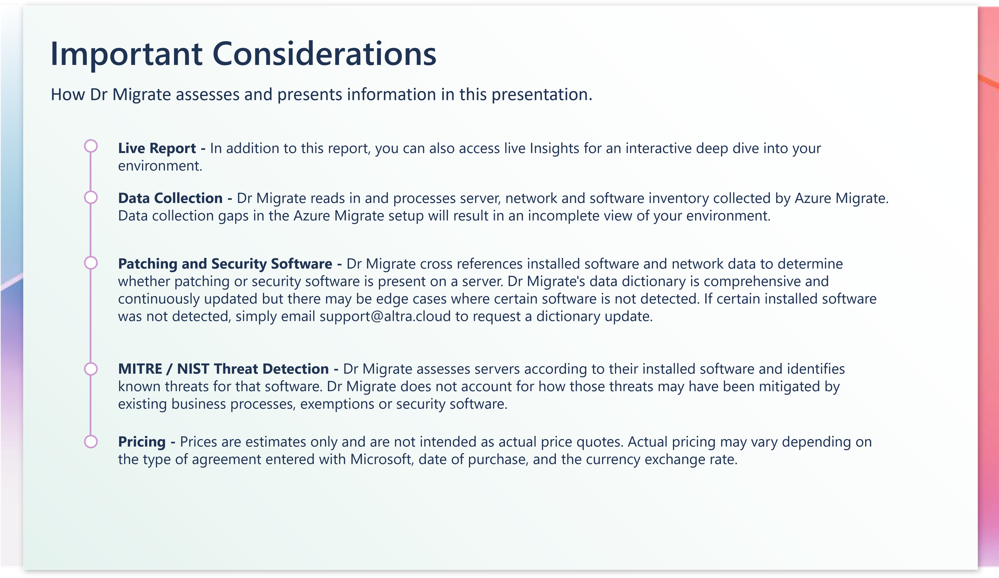 Important Considerations
How Dr Migrate assesses and presents information in this presentation.
Live Report - In addition to this report, you can also access live Insights for an interactive deep dive into your
environment.
Data Collection - Dr Migrate reads in and processes server, network and software inventory collected by Azure Migrate.
Data collection gaps in the Azure Migrate setup will result in an incomplete view of your environment.
Patching and Security Software - Dr Migrate cross references installed software and network data to determine
whether patching or security software is present on a server. Dr Migrate's data dictionary is comprehensive and
continuously updated but there may be edge cases where certain software is not detected. If certain installed software
was not detected, simply email support@altra.cloud to request a dictionary update.
MITRE / NIST Threat Detection - Dr Migrate assesses servers according to their installed software and identifies
known threats for that software. Dr Migrate does not account for how those threats may have been mitigated by
existing business processes, exemptions or security software.
Pricing - Prices are estimates only and are not intended as actual price quotes. Actual pricing may vary depending on
the type of agreement entered with Microsoft, date of purchase, and the currency exchange rate.